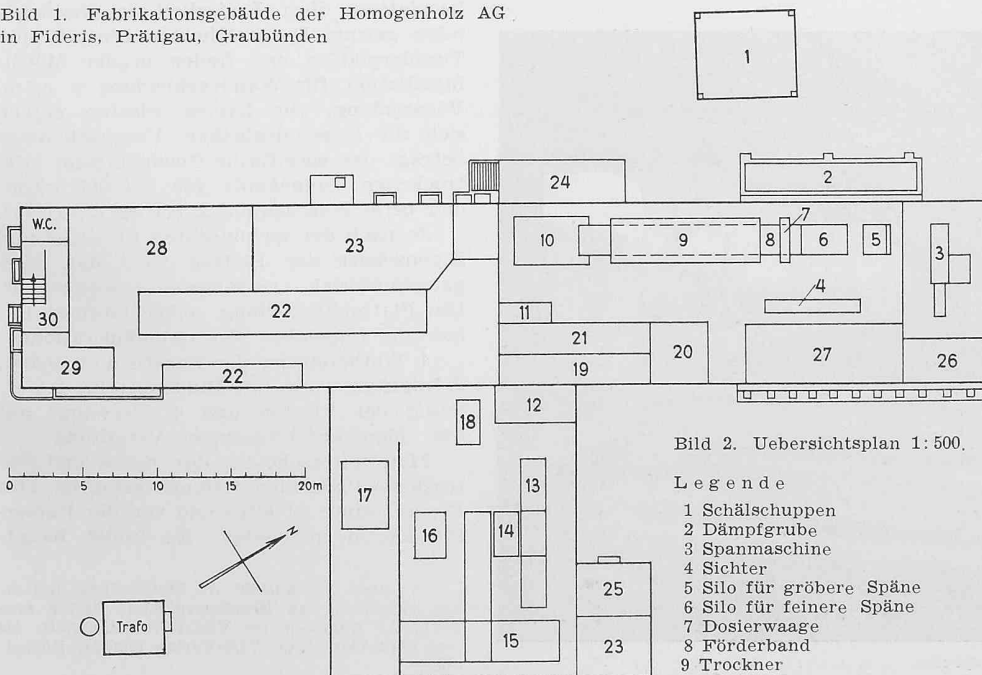 Bild 1. Fabrikationsgebäude der Homogenholz AG
in Fideris, Prätigau, Graubünden
1
24
2
W.C.
28
23
10
9
8
7
6
5
3
4
22
11
30
21
20
27
26
29
22
19
12
18
0 5 10 15 20m
17
13
16
14
N
25
Trafo
15
23
Bild 2. Uebersichtsplan 1:500.
Legende
1 Schälschuppen
2 Dämpfgrube
3 Spanmaschine
4 Sichter
5 Silo für gröbere Späne
6 Silo für feinere Späne
7 Dosierwaage
8 Förderband
9 Trockner